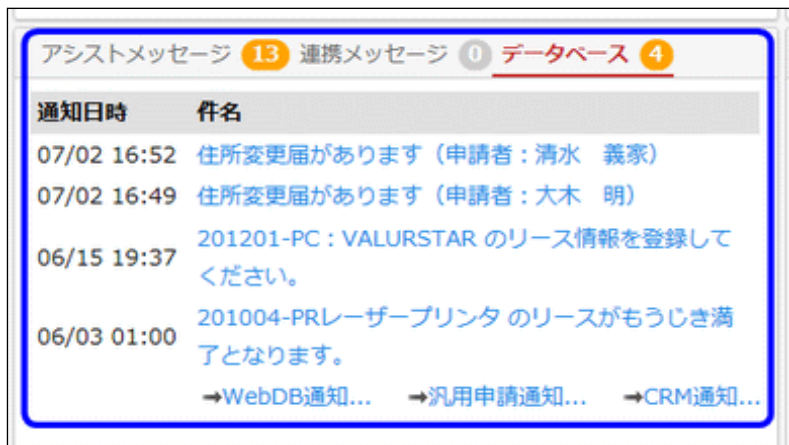 アシストメッセージ 13 連携メッセージ 0 データベース 4
通知日時 件名
07/02 16:52 住所変更届があります（申請者：清水　義家）
07/02 16:49 住所変更届があります（申請者：大木　明）
06/15 19:37 201201-PC：VALURSTAR のリース情報を登録して
ください。
06/03 01:00 201004-PRレーザープリンタ のリースがもうじき満
了となります。
➡WebDB通知... ➡汎用申請通知... ➡CRM通知...